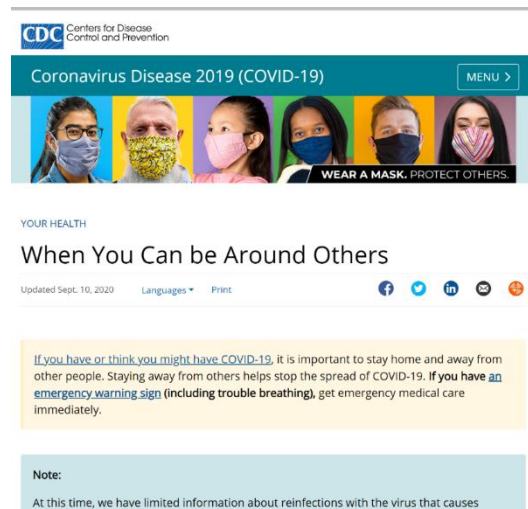 CDC Centers for Disease
Control and Prevention
Coronavirus Disease 2019 (COVID-19)
MENU >
WEAR A MASK. PROTECT OTHERS.
YOUR HEALTH
When You Can be Around Others
Updated Sept. 10, 2020 Languages Print
If you have or think you might have COVID-19, it is important to stay home and away from
other people. Staying away from others helps stop the spread of COVID-19. If you have an
emergency warning sign (including trouble breathing), get emergency medical care
immediately.
Note:
At this time, we have limited information about reinfections with the virus that causes